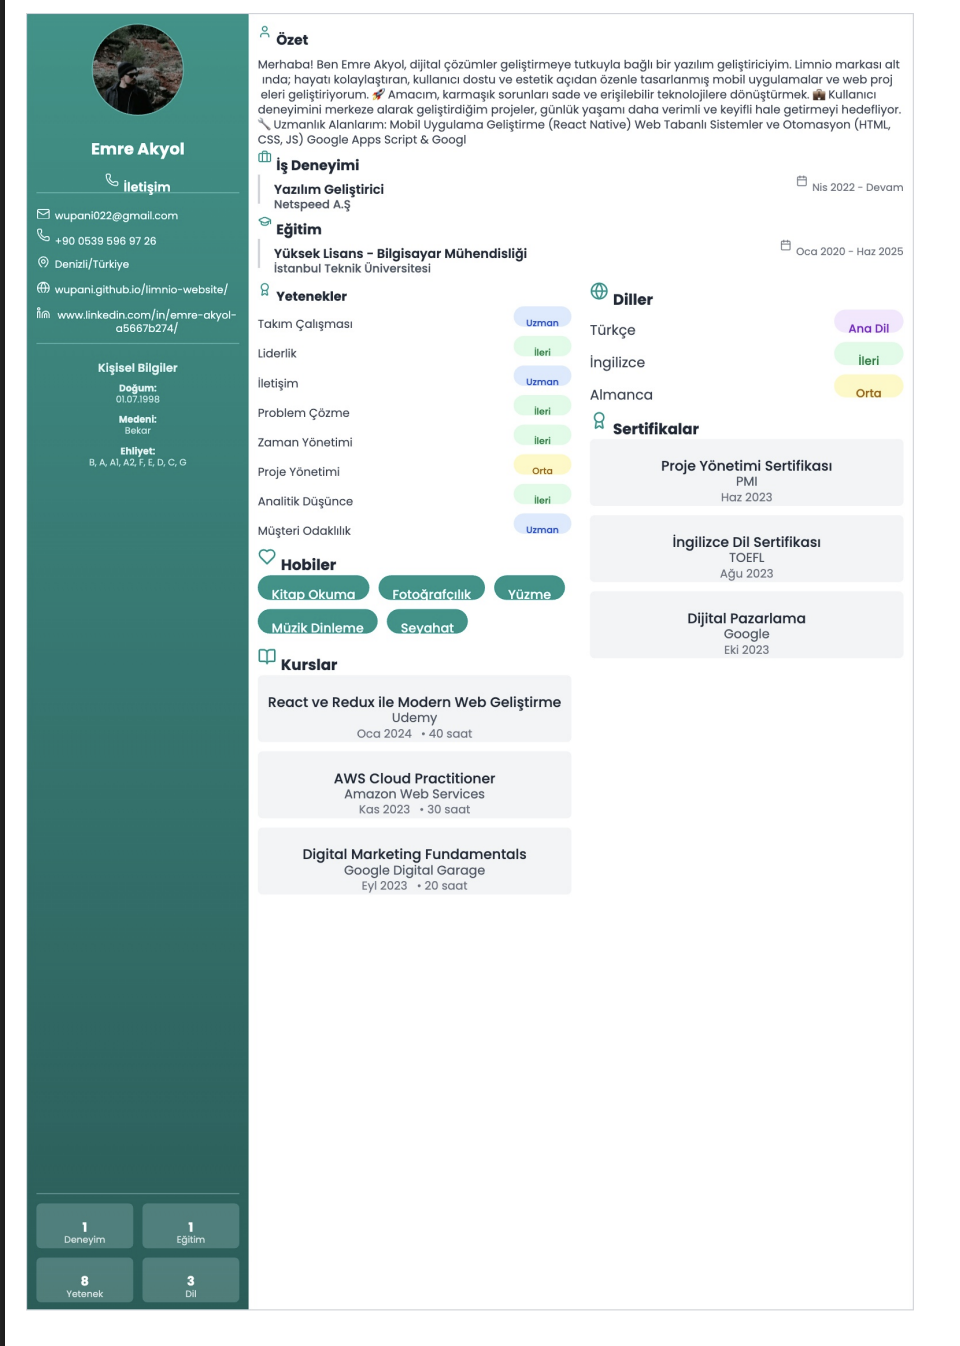 Emre Akyol
İletişim
wupani022@gmail.com
+90 0539 596 97 26
Denizli/Türkiye
wupani.github.io/limnio-website/
www.linkedin.com/in/emre-akyol-
a5667b274/
Kişisel Bilgiler
Doğum:
01.07.1998
Medeni:
Bekar
Ehliyet:
B, A, A1, A2, F, E, D, C, G
1
Deneyim
1
Eğitim
8
Yetenek
3
Dil
Özet
Merhaba! Ben Emre Akyol, dijital çözümler geliştirmeye tutkuyla bağlı bir yazılım geliştiriciyim. Limnio markası alt
ında; hayatı kolaylaştıran, kullanıcı dostu ve estetik açıdan özenle tasarlanmış mobil uygulamalar ve web proj
eleri geliştiriyorum. 🚀 Amacım, karmaşık sorunları sade ve erişilebilir teknolojilere dönüştürmek. 💼 Kullanıcı
deneyimini merkeze alarak geliştirdiğim projeler, günlük yaşamı daha verimli ve keyifli hale getirmeyi hedefliyor.
🔧 Uzmanlık Alanlarım: Mobil Uygulama Geliştirme (React Native) Web Tabanlı Sistemler ve Otomasyon (HTML,
CSS, JS) Google Apps Script & Googl
İş Deneyimi
Yazılım Geliştirici
Nis 2022 - Devam
Netspeed A.Ş
Eğitim
Yüksek Lisans - Bilgisayar Mühendisliği
Oca 2020 - Haz 2025
İstanbul Teknik Üniversitesi
Yetenekler
Takım Çalışması Uzman
Liderlik İleri
İletişim Uzman
Problem Çözme İleri
Zaman Yönetimi İleri
Proje Yönetimi Orta
Analitik Düşünce İleri
Müşteri Odaklılık Uzman
Hobiler
Kitap Okuma Fotoğrafçılık Yüzme
Müzik Dinleme Seyahat
Kurslar
React ve Redux ile Modern Web Geliştirme
Udemy
Oca 2024 • 40 saat
AWS Cloud Practitioner
Amazon Web Services
Kas 2023 • 30 saat
Digital Marketing Fundamentals
Google Digital Garage
Eyl 2023 • 20 saat
Diller
Türkçe Ana Dil
İngilizce İleri
Almanca Orta
Sertifikalar
Proje Yönetimi Sertifikası
PMI
Haz 2023
İngilizce Dil Sertifikası
TOEFL
Ağu 2023
Dijital Pazarlama
Google
Eki 2023